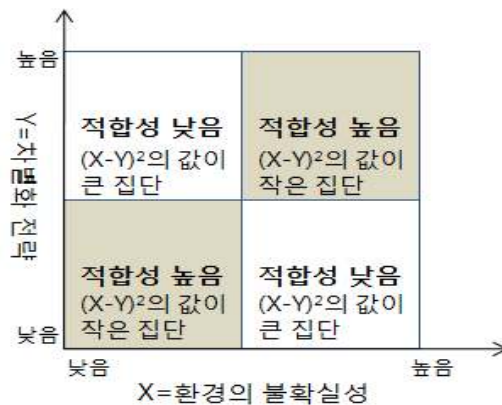 높음
적합성 낮음
(X-Y)²의 값이
큰 집단
적합성 높음
(X-Y)²의 값이
작은 집단
Y=차별화 전략
적합성 높음
(X-Y)²의 값이
작은 집단
적합성 낮음
(X-Y)²의 값이
큰 집단
낮음
낮음
높음
X=환경의 불확실성